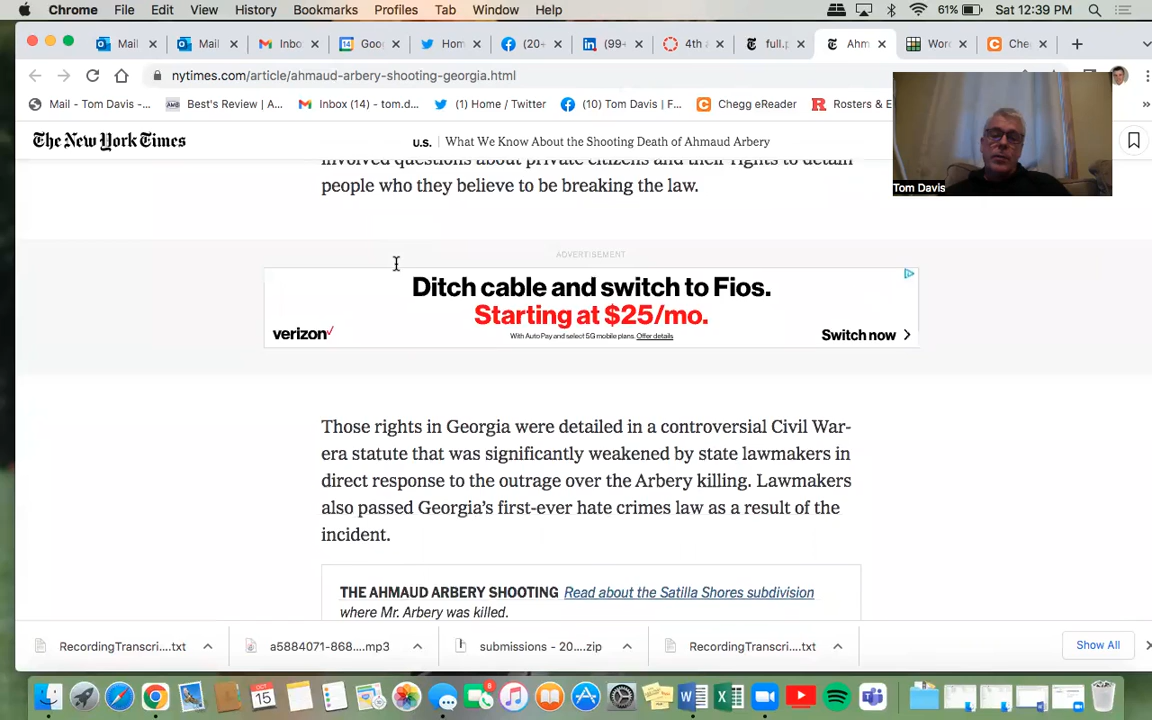 Chrome File Edit View History Bookmarks Profiles Tab Window Help 61% Sat 12:39 PM
Mail Mail Inbo 14 Goo Hom (20+ (99+ 4th a full.p Ahm Word Che
nytimes.com/article/ahmaud-arbery-shooting-georgia.html
Mail - Tom Davis -... AMB Best's Review | A... Inbox (14) - tom.d... (1) Home / Twitter (10) Tom Davis | F... Chegg eReader Rosters & E
The New York Times U.S. What We Know About the Shooting Death of Ahmaud Arbery
involved questions about private citizens and their rights to detain
people who they believe to be breaking the law.
Tom Davis
ADVERTISEMENT
Ditch cable and switch to Fios.
Starting at $25/mo.
verizon✓ With Auto Pay and select 5G mobile plans. Offer details Switch now
Those rights in Georgia were detailed in a controversial Civil War-
era statute that was significantly weakened by state lawmakers in
direct response to the outrage over the Arbery killing. Lawmakers
also passed Georgia's first-ever hate crimes law as a result of the
incident.
THE AHMAUD ARBERY SHOOTING Read about the Satilla Shores subdivision
where Mr. Arbery was killed.
RecordingTranscri....txt a5884071-868....mp3 submissions - 20....zip RecordingTranscri....txt Show All
OCT
15
8